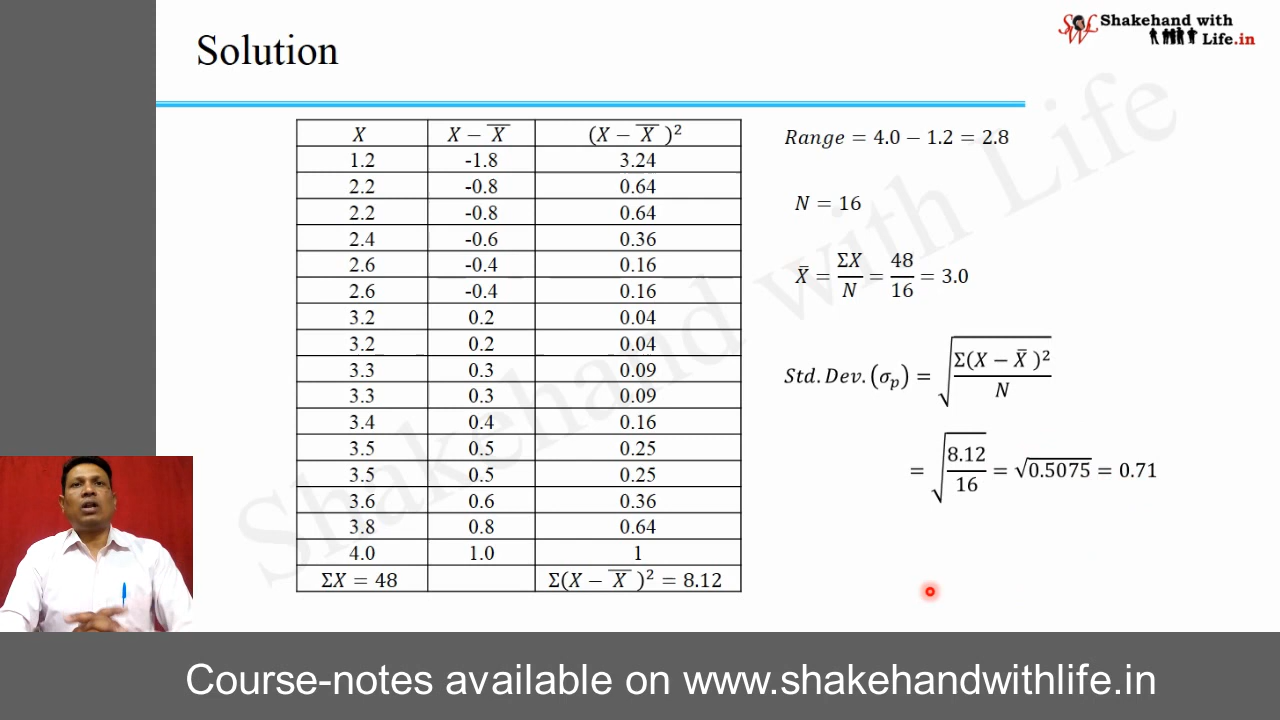 Solution
Shakehand with
Life.in
X X − X̅ (X − X̅ )²
1.2 -1.8 3.24
2.2 -0.8 0.64
2.2 -0.8 0.64
2.4 -0.6 0.36
2.6 -0.4 0.16
2.6 -0.4 0.16
3.2 0.2 0.04
3.2 0.2 0.04
3.3 0.3 0.09
3.3 0.3 0.09
3.4 0.4 0.16
3.5 0.5 0.25
3.5 0.5 0.25
3.6 0.6 0.36
3.8 0.8 0.64
4.0 1.0 1
ΣX = 48 Σ(X − X̅ )² = 8.12
Range = 4.0 − 1.2 = 2.8
N = 16
X̅ = ΣX/N = 48/16 = 3.0
Std. Dev. (σₚ) = √(Σ(X − X̅ )²/N)
= √(8.12/16) = √0.5075 = 0.71
Shakehand with Life
Course-notes available on www.shakehandwithlife.in